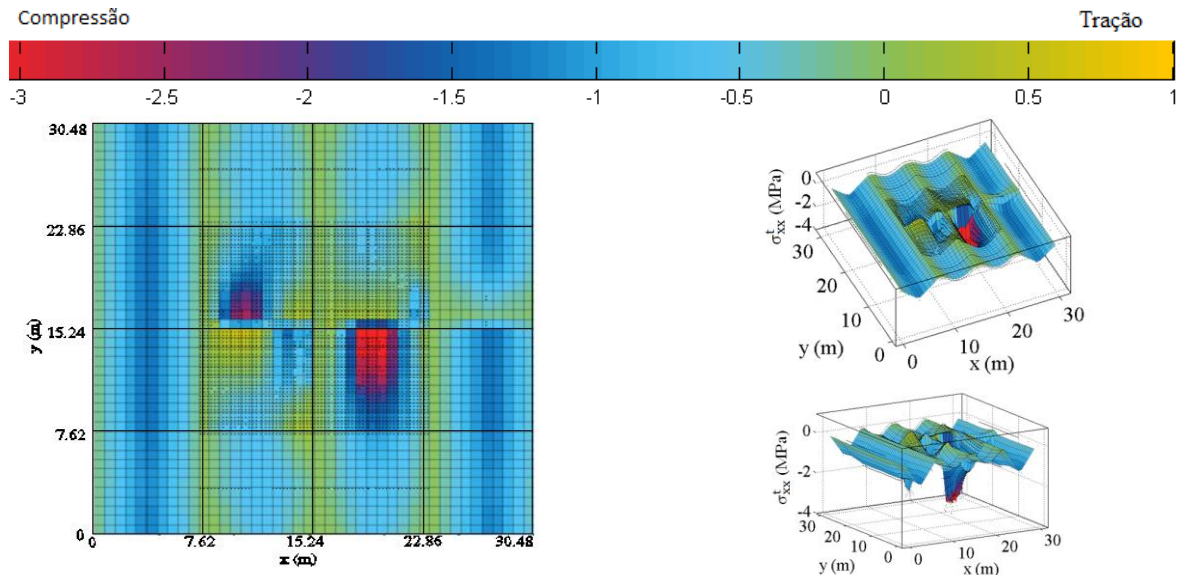 Compressão Tração
-3 -2.5 -2 -1.5 -1 -0.5 0 0.5 1
30.48
22.86
15.24
7.62
0
y (m)
0 7.62 15.24 22.86 30.48
x (m)
0
-2
-4
σᵗxx (MPa)
30
20
10
0
y (m)
0 10 20 30
x (m)
0
-2
-4
σᵗxx (MPa)
30
20
10
0
y (m)
0 10 20 30
x (m)